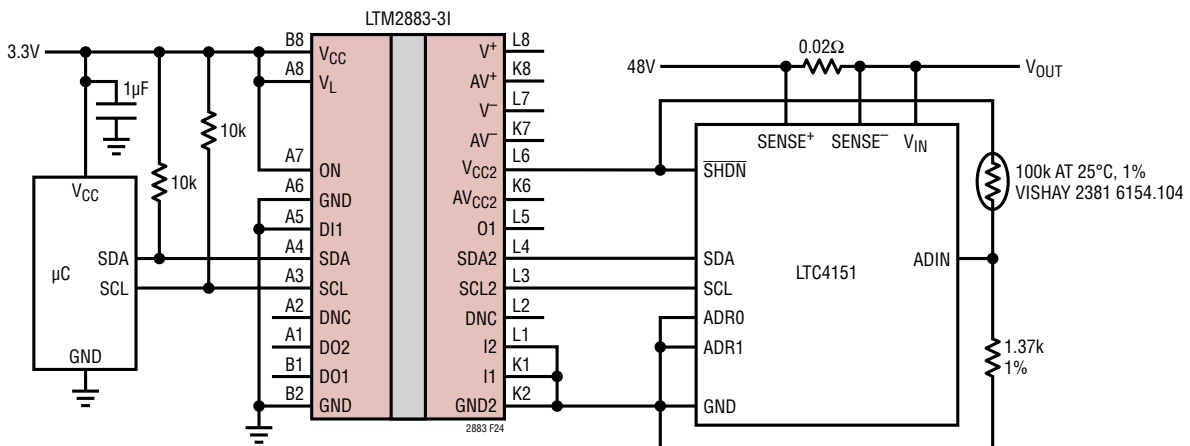 LTM2883-3I
3.3V
1µF
10k
10k
VCC
µC
SDA
SCL
GND
B8
A8
A7
A6
A5
A4
A3
A2
A1
B1
B2
VCC
VL
ON
GND
DI1
SDA
SCL
DNC
DO2
DO1
GND
V+
AV+
V−
AV−
VCC2
AVCC2
O1
SDA2
SCL2
DNC
I2
I1
GND2
L8
K8
L7
K7
L6
K6
L5
L4
L3
L2
L1
K1
K2
2883 F24
48V
0.02Ω
VOUT
SENSE+
SENSE−
VIN
SHDN
SDA
SCL
ADR0
ADR1
GND
LTC4151
ADIN
100k AT 25°C, 1%
VISHAY 2381 6154.104
1.37k
1%